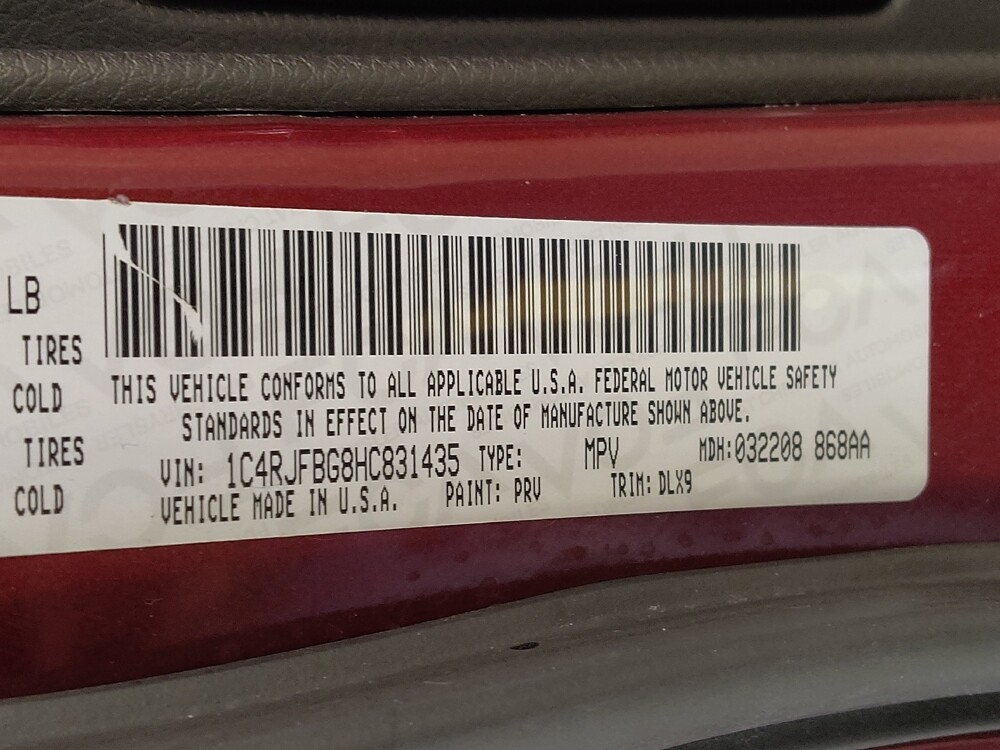 LB
TIRES
COLD
TIRES
COLD
THIS VEHICLE CONFORMS TO ALL APPLICABLE U.S.A. FEDERAL MOTOR VEHICLE SAFETY
STANDARDS IN EFFECT ON THE DATE OF MANUFACTURE SHOWN ABOVE.
VIN: 1C4RJFBG8HC831435 TYPE: MPV MDH:032208 868AA
VEHICLE MADE IN U.S.A. PAINT: PRV TRIM: DLX9